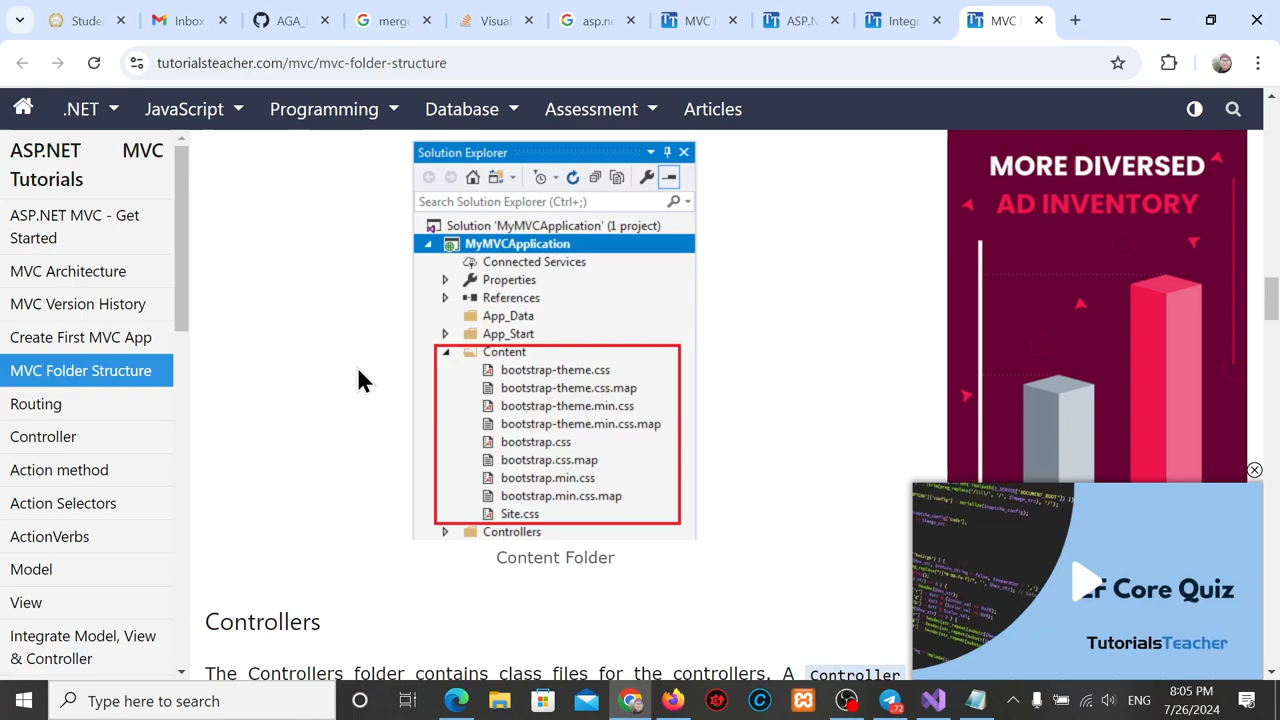 Studer
Inbox
AGA_
merge
Visual
asp.ne
MVC
ASP.N
Integr
MVC
tutorialsteacher.com/mvc/mvc-folder-structure
.NET JavaScript Programming Database Assessment Articles
ASP.NET MVC
Tutorials
ASP.NET MVC - Get
Started
MVC Architecture
MVC Version History
Create First MVC App
MVC Folder Structure
Routing
Controller
Action method
Action Selectors
ActionVerbs
Model
View
Integrate Model, View
& Controller
Solution Explorer
Search Solution Explorer (Ctrl+;)
Solution 'MyMVCApplication' (1 project)
MyMVCApplication
Connected Services
Properties
References
App_Data
App_Start
Content
bootstrap-theme.css
bootstrap-theme.css.map
bootstrap-theme.min.css
bootstrap-theme.min.css.map
bootstrap.css
bootstrap.css.map
bootstrap.min.css
bootstrap.min.css.map
Site.css
Controllers
Content Folder
Controllers
The Controllers folder contains class files for the controllers. A Controller
MORE DIVERSED
AD INVENTORY
EF Core Quiz
TutorialsTeacher
Type here to search
72
ENG
8:05 PM
7/26/2024